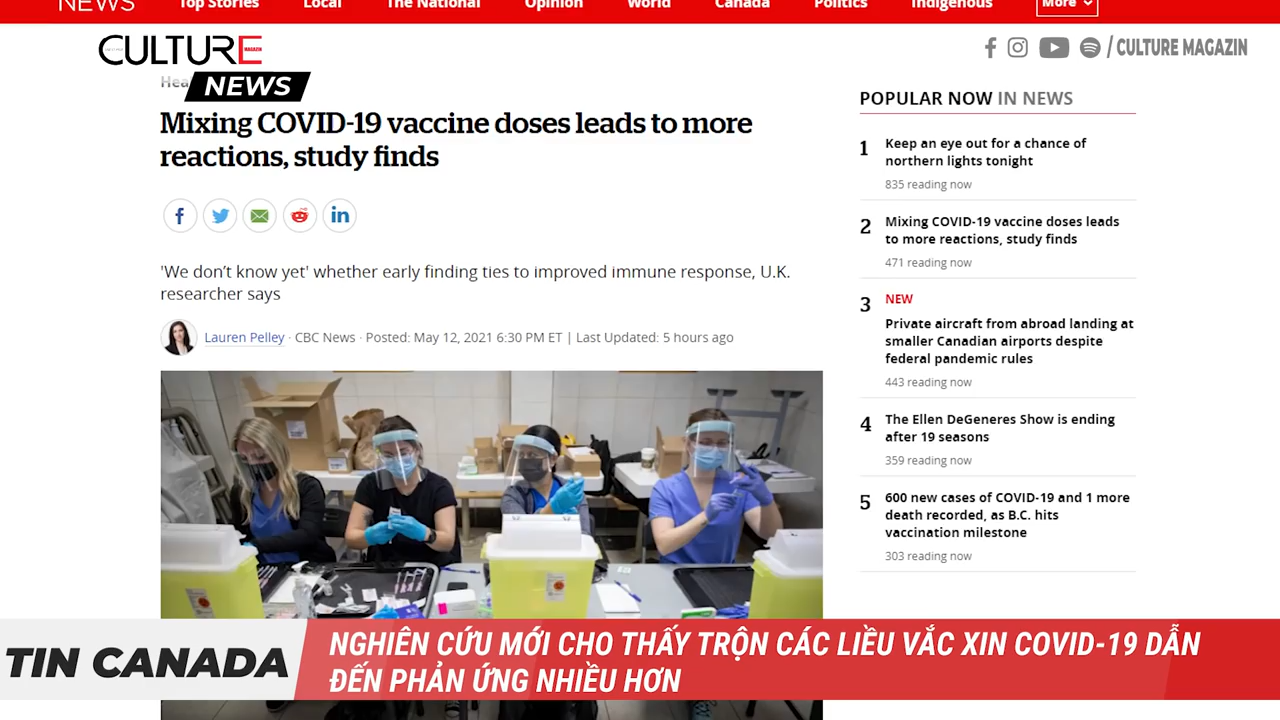 NEWS
Top Stories Local The National Opinion World Canada Politics Indigenous More
CULTURE
MAGAZIN
NEWS
/ CULTURE MAGAZIN
Hea
Mixing COVID-19 vaccine doses leads to more
reactions, study finds
'We don’t know yet' whether early finding ties to improved immune response, U.K.
researcher says
Lauren Pelley · CBC News · Posted: May 12, 2021 6:30 PM ET | Last Updated: 5 hours ago
POPULAR NOW IN NEWS
1 Keep an eye out for a chance of
northern lights tonight
835 reading now
2 Mixing COVID-19 vaccine doses leads
to more reactions, study finds
471 reading now
3 NEW
Private aircraft from abroad landing at
smaller Canadian airports despite
federal pandemic rules
443 reading now
4 The Ellen DeGeneres Show is ending
after 19 seasons
359 reading now
5 600 new cases of COVID-19 and 1 more
death recorded, as B.C. hits
vaccination milestone
303 reading now
TIN CANADA
NGHIÊN CỨU MỚI CHO THẤY TRỘN CÁC LIỀU VẮC XIN COVID-19 DẪN
ĐẾN PHẢN ỨNG NHIỀU HƠN